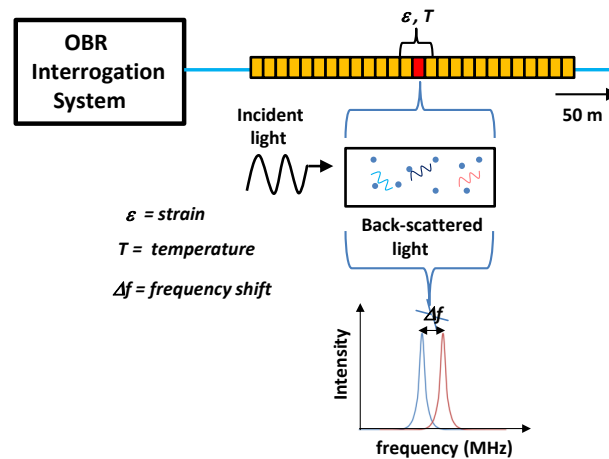 OBR
Interrogation
System
ε, T
50 m
Incident
light
ε = strain
T = temperature
Δf = frequency shift
Back-scattered
light
Δf
Intensity
frequency (MHz)